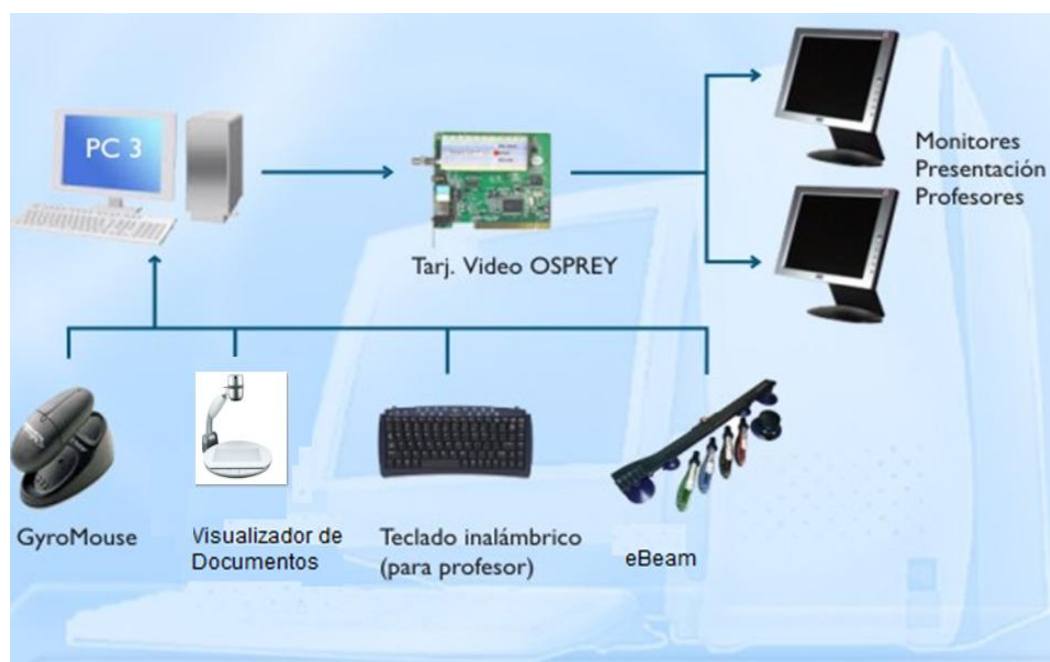 PC 3
Tarj. Video OSPREY
Monitores
Presentación
Profesores
GyroMouse
Visualizador de
Documentos
Teclado inalámbrico
(para profesor)
eBeam